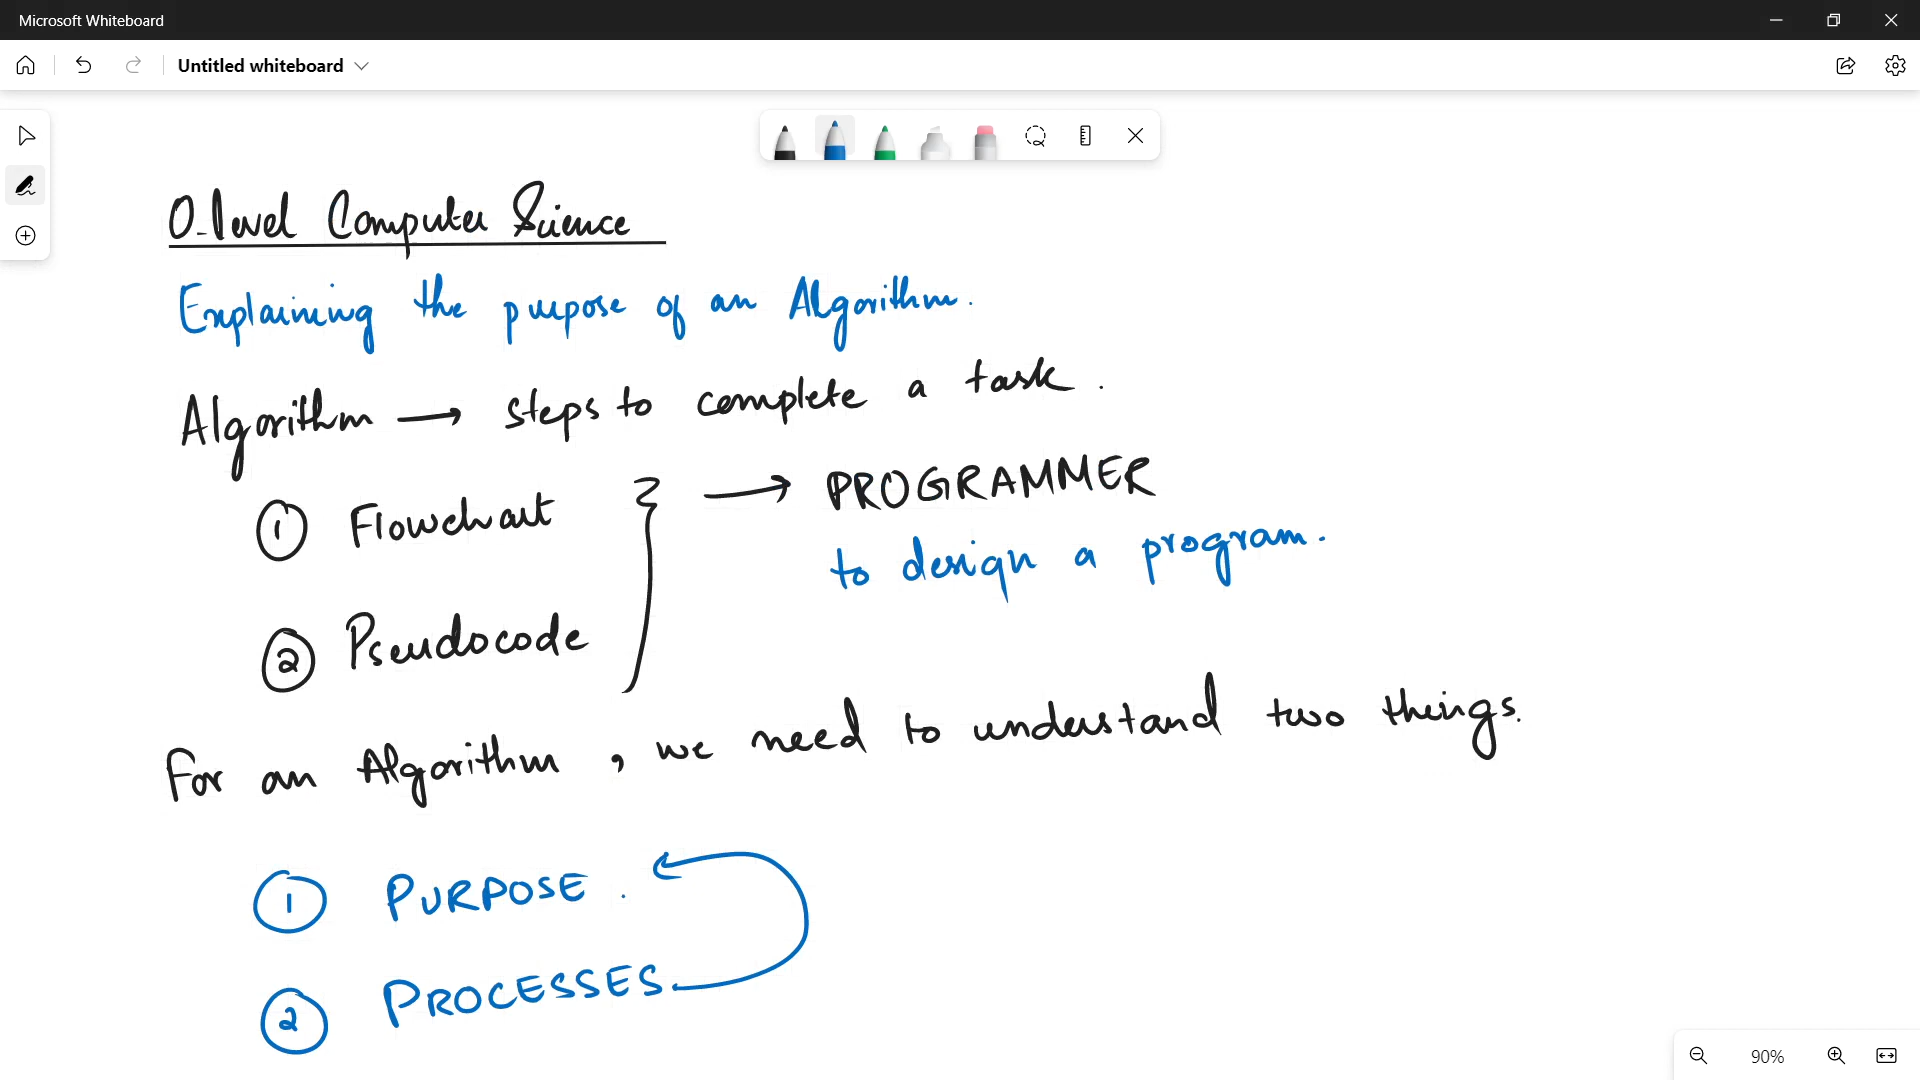 Microsoft Whiteboard
Untitled whiteboard
O-level Computer Science
Explaining the purpose of an Algorithm.
Algorithm → steps to complete a task.
① Flowchart } → PROGRAMMER
to design a program.
② Pseudocode
For an Algorithm, we need to understand two things.
① PURPOSE.
② PROCESSES.
90%